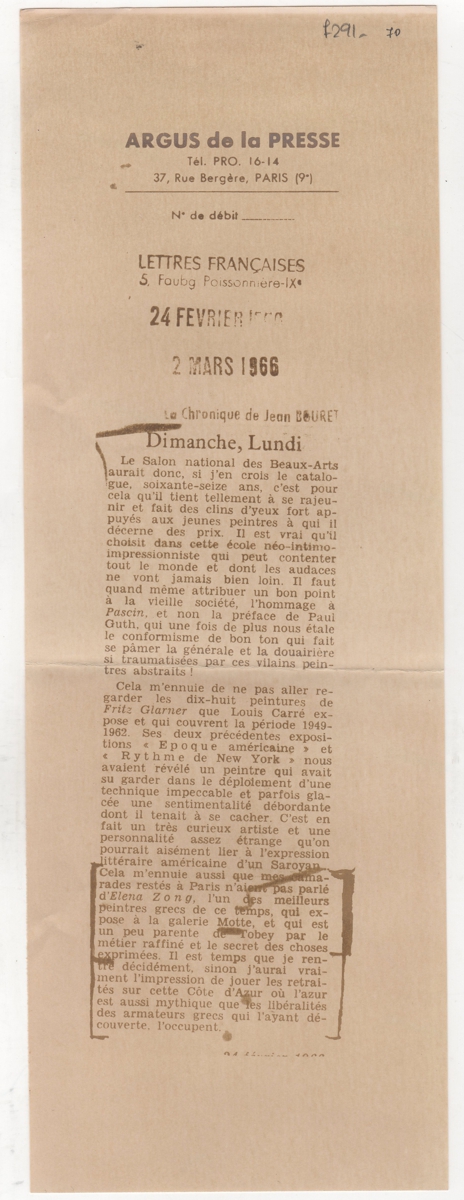 F291- 70
ARGUS de la PRESSE
Tél. PRO. 16-14
37, Rue Bergère, PARIS (9e)
N° de débit
LETTRES FRANÇAISES
5, Faubg Poissonnière-IXe
24 FEVRIER
2 MARS 1966
La Chronique de Jean BOURET
Dimanche, Lundi
Le Salon national des Beaux-Arts
aurait donc, si j'en crois le catalo-
gue, soixante-seize ans, c'est pour
cela qu'il tient tellement à se rajeu-
nir et fait des clins d'yeux fort ap-
puyés aux jeunes peintres à qui il
décerne des prix. Il est vrai qu'il
choisit dans cette école néo-intimo-
impressionniste qui peut contenter
tout le monde et dont les audaces
ne vont jamais bien loin. Il faut
quand même attribuer un bon point
à la vieille société, l'hommage à
Pascin, et non la préface de Paul
Guth, qui une fois de plus nous étale
le conformisme de bon ton qui fait
se pâmer la générale et la douairière
si traumatisées par ces vilains pein-
tres abstraits !
Cela m'ennuie de ne pas aller re-
garder les dix-huit peintures de
Fritz Glarner que Louis Carré ex-
pose et qui couvrent la période 1949-
1962. Ses deux précédentes exposi-
tions « Epoque américaine » et
« Rythme de New York » nous
avaient révélé un peintre qui avait
su garder dans le déploiement d'une
technique impeccable et parfois gla-
cée une sentimentalité débordante
dont il tenait à se cacher. C'est en
fait un très curieux artiste et une
personnalité assez étrange qu'on
pourrait aisément lier à l'expression
littéraire américaine d'un Saroyan.
Cela m'ennuie aussi que mes cama-
rades restés à Paris n'aient pas parlé
d'Elena Zong, l'un des meilleurs
peintres grecs de ce temps, qui ex-
pose à la galerie Motte, et qui est
un peu parente de Tobey par le
métier raffiné et le secret des choses
exprimées. Il est temps que je ren-
tre décidément, sinon j'aurai vrai-
ment l'impression de jouer les retrai-
tés sur cette Côte d'Azur où l'azur
est aussi mythique que les libéralités
des armateurs grecs qui l'ayant dé-
couverte, l'occupent.